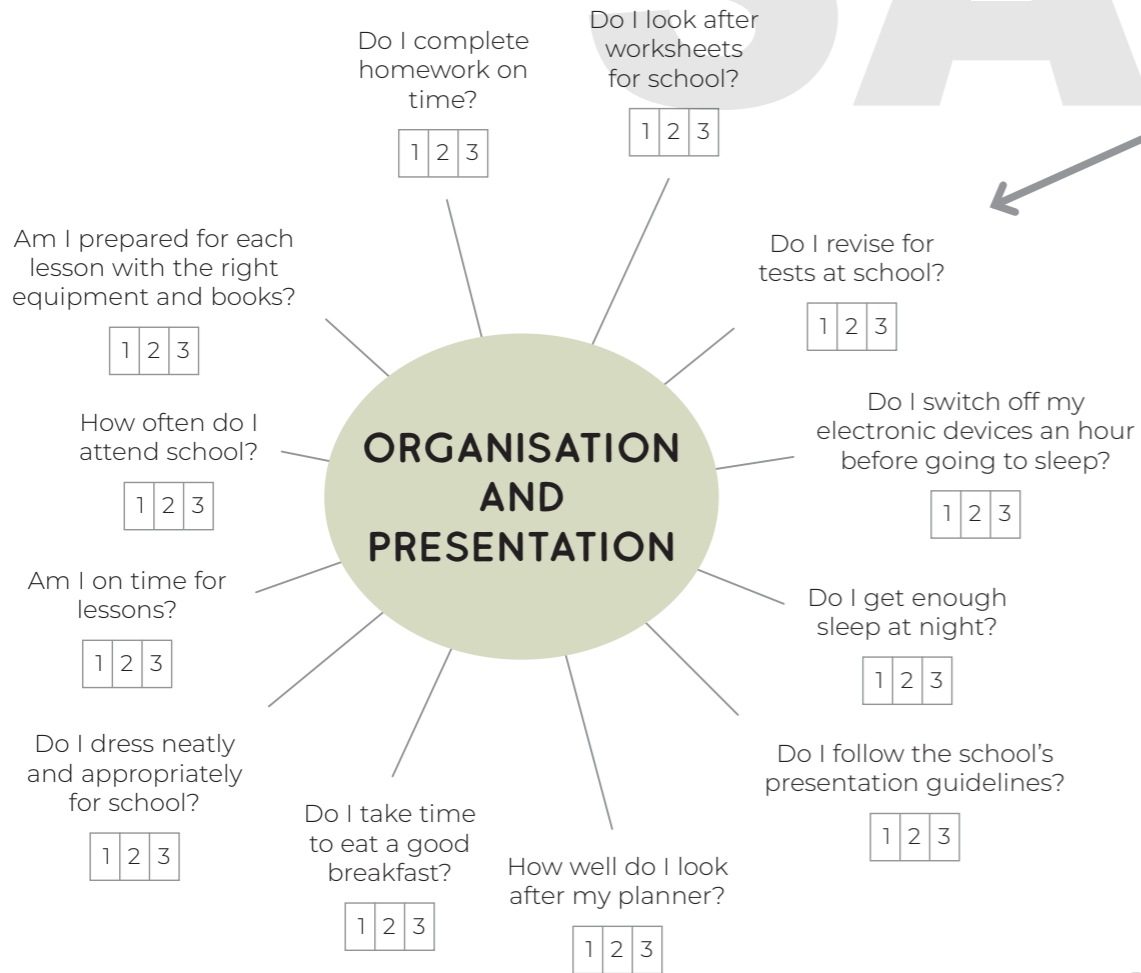 SA
Do I complete
homework on
time?
1 2 3
Do I look after
worksheets
for school?
1 2 3
Do I revise for
tests at school?
1 2 3
Do I switch off my
electronic devices an hour
before going to sleep?
1 2 3
Do I get enough
sleep at night?
1 2 3
Do I follow the school’s
presentation guidelines?
1 2 3
How well do I look
after my planner?
1 2 3
Do I take time
to eat a good
breakfast?
1 2 3
Do I dress neatly
and appropriately
for school?
1 2 3
Am I on time for
lessons?
1 2 3
How often do I
attend school?
1 2 3
Am I prepared for each
lesson with the right
equipment and books?
1 2 3
ORGANISATION
AND
PRESENTATION